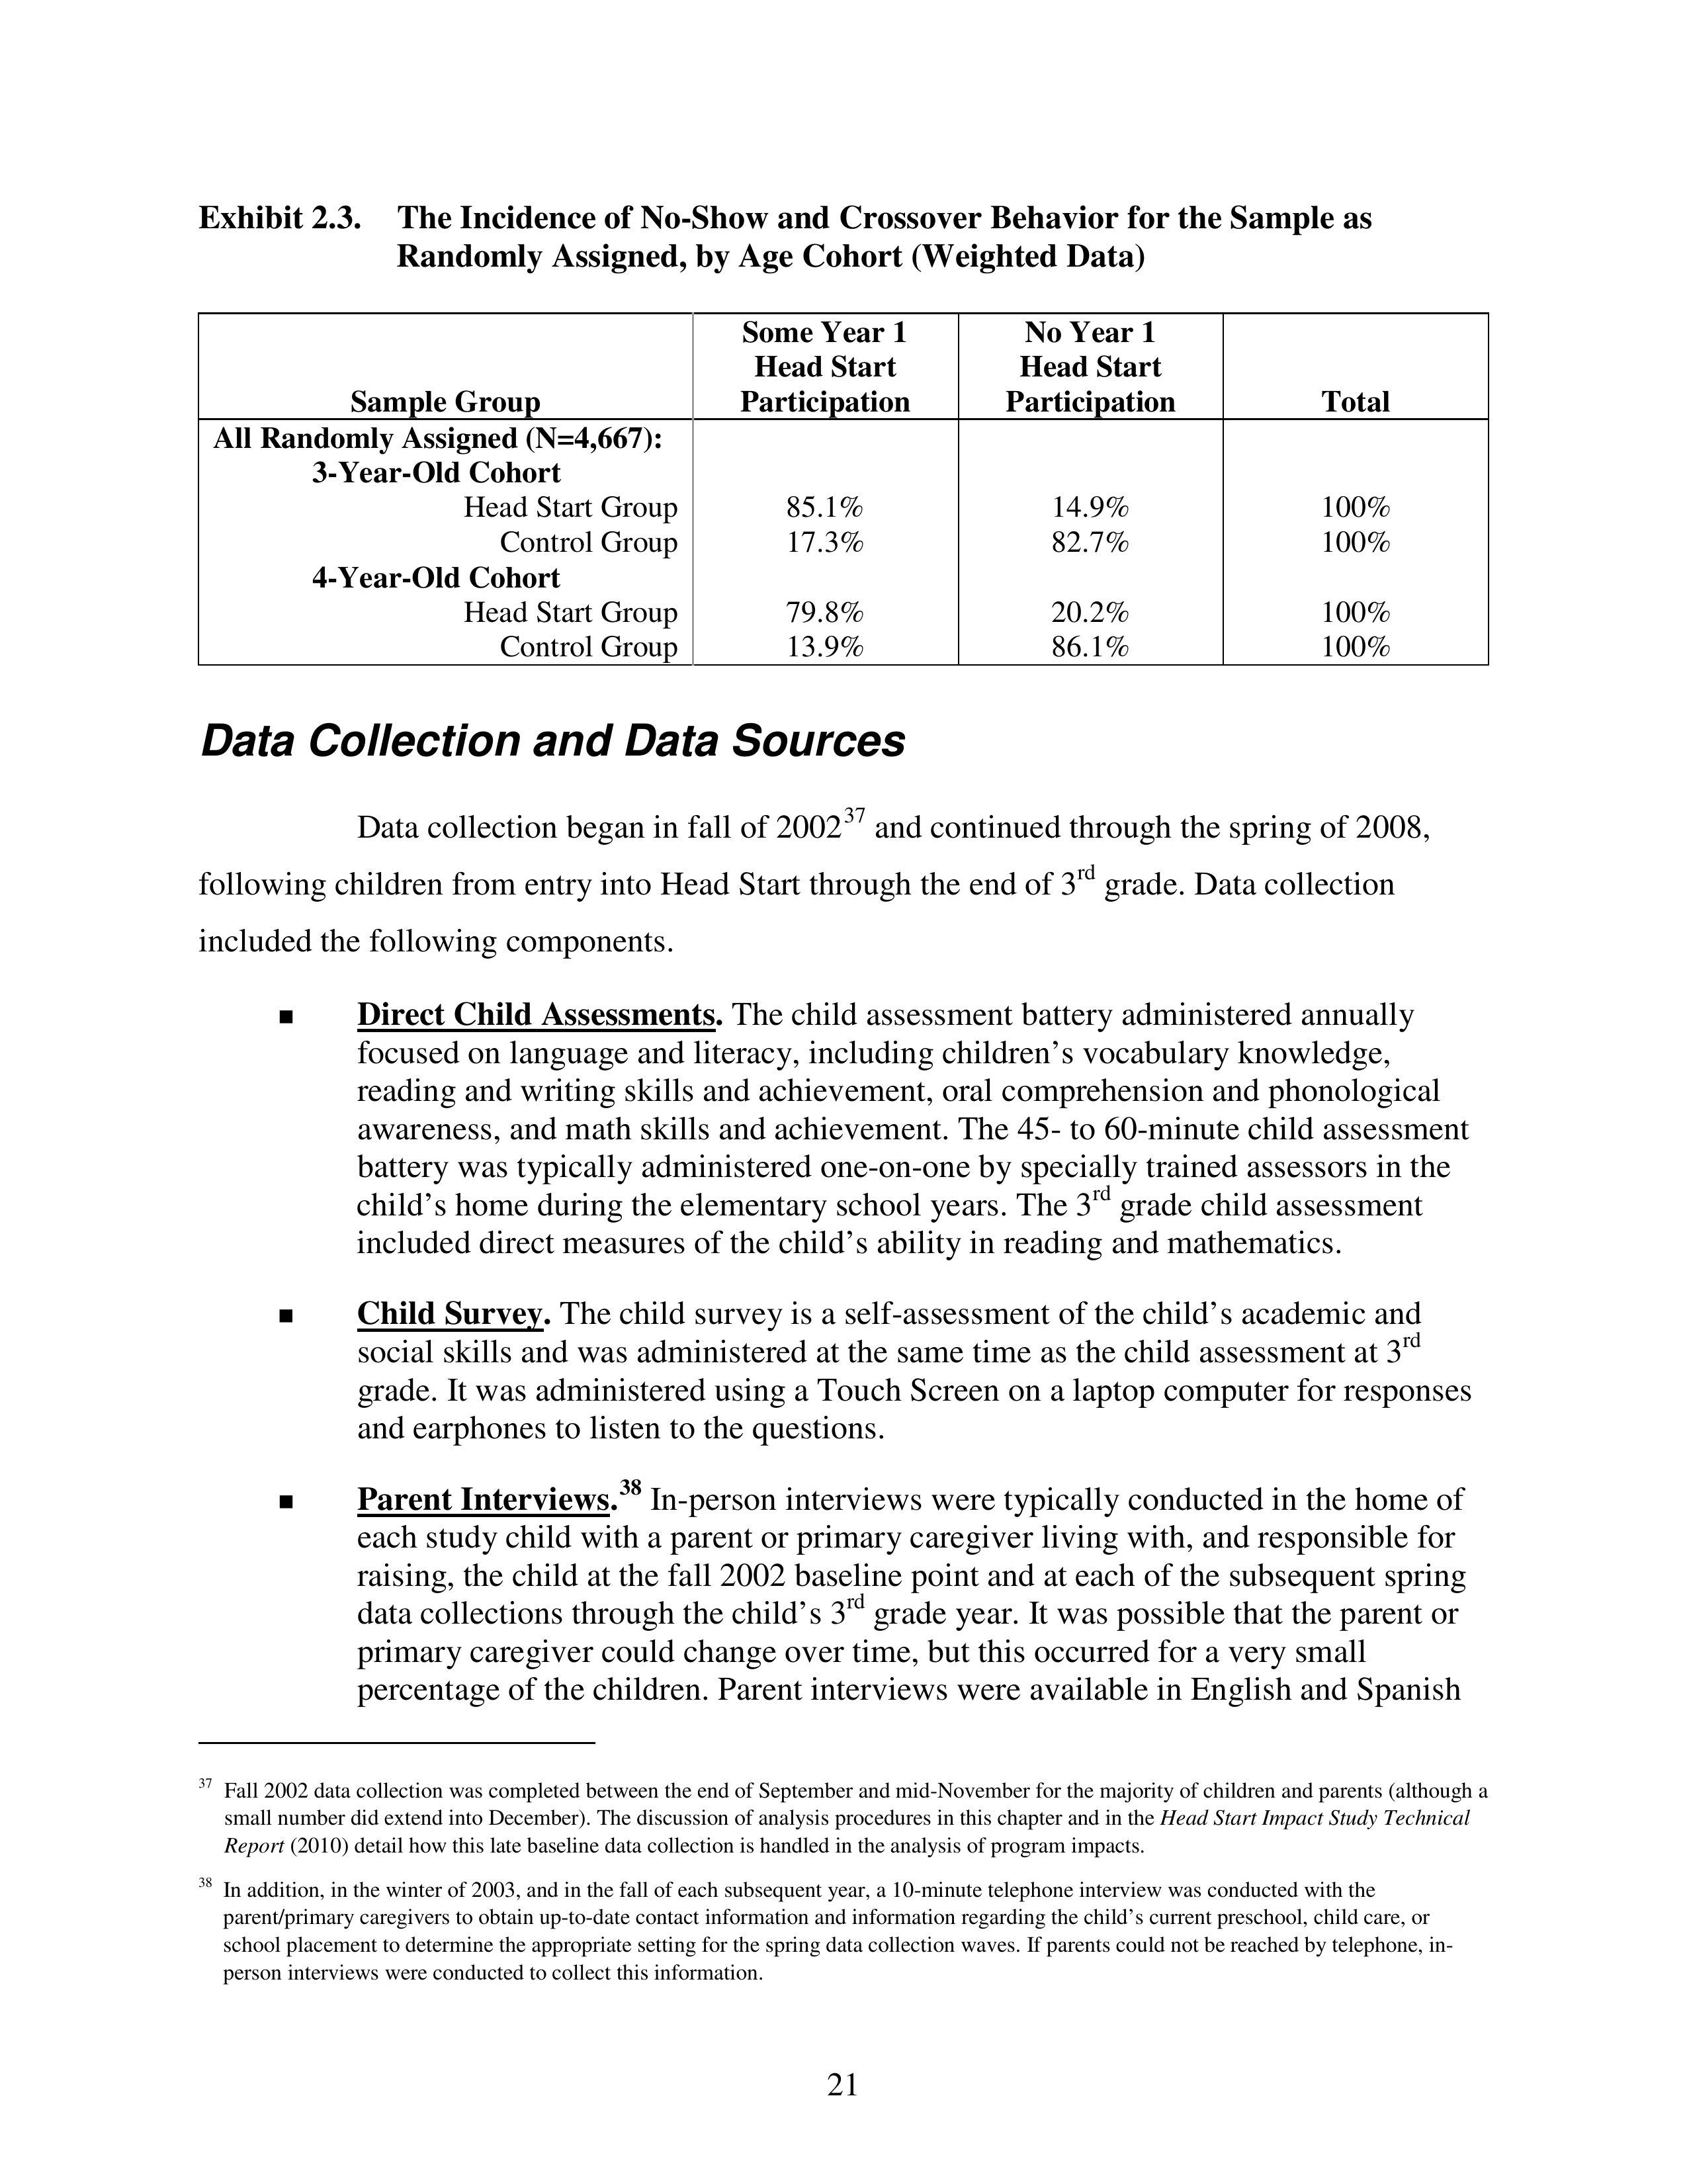 Exhibit 2.3. The Incidence of No-Show and Crossover Behavior for the Sample as
Randomly Assigned, by Age Cohort (Weighted Data)
Sample Group Some Year 1 Head Start Participation No Year 1 Head Start Participation Total
All Randomly Assigned (N=4,667):
3-Year-Old Cohort
Head Start Group 85.1% 14.9% 100%
Control Group 17.3% 82.7% 100%
4-Year-Old Cohort
Head Start Group 79.8% 20.2% 100%
Control Group 13.9% 86.1% 100%
Data Collection and Data Sources
Data collection began in fall of 2002³⁷ and continued through the spring of 2008,
following children from entry into Head Start through the end of 3rd grade. Data collection
included the following components.
▪ Direct Child Assessments. The child assessment battery administered annually
focused on language and literacy, including children’s vocabulary knowledge,
reading and writing skills and achievement, oral comprehension and phonological
awareness, and math skills and achievement. The 45- to 60-minute child assessment
battery was typically administered one-on-one by specially trained assessors in the
child’s home during the elementary school years. The 3rd grade child assessment
included direct measures of the child’s ability in reading and mathematics.
▪ Child Survey. The child survey is a self-assessment of the child’s academic and
social skills and was administered at the same time as the child assessment at 3rd
grade. It was administered using a Touch Screen on a laptop computer for responses
and earphones to listen to the questions.
▪ Parent Interviews.³⁸ In-person interviews were typically conducted in the home of
each study child with a parent or primary caregiver living with, and responsible for
raising, the child at the fall 2002 baseline point and at each of the subsequent spring
data collections through the child’s 3rd grade year. It was possible that the parent or
primary caregiver could change over time, but this occurred for a very small
percentage of the children. Parent interviews were available in English and Spanish
³⁷ Fall 2002 data collection was completed between the end of September and mid-November for the majority of children and parents (although a
small number did extend into December). The discussion of analysis procedures in this chapter and in the Head Start Impact Study Technical
Report (2010) detail how this late baseline data collection is handled in the analysis of program impacts.
³⁸ In addition, in the winter of 2003, and in the fall of each subsequent year, a 10-minute telephone interview was conducted with the
parent/primary caregivers to obtain up-to-date contact information and information regarding the child’s current preschool, child care, or
school placement to determine the appropriate setting for the spring data collection waves. If parents could not be reached by telephone, in-
person interviews were conducted to collect this information.
21